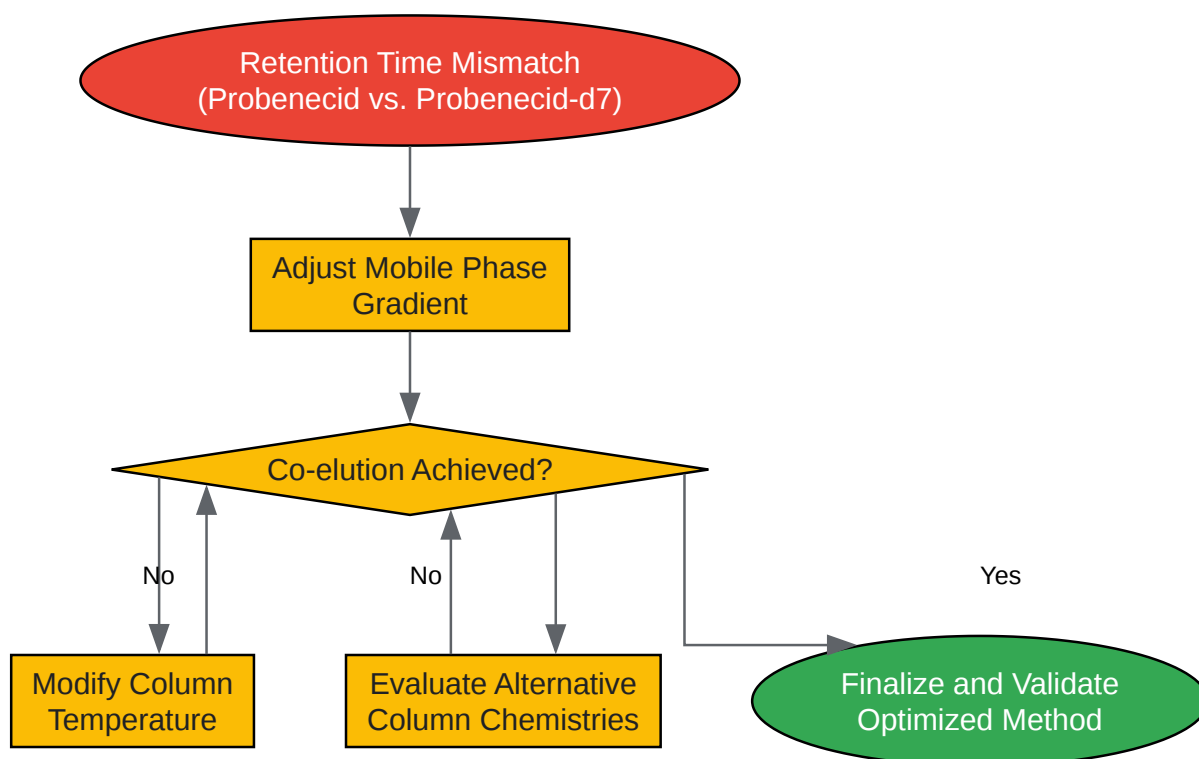 Retention Time Mismatch
(Probenecid vs. Probenecid-d7)
Adjust Mobile Phase
Gradient
Co-elution Achieved?
No
No
Yes
Modify Column
Temperature
Evaluate Alternative
Column Chemistries
Finalize and Validate
Optimized Method